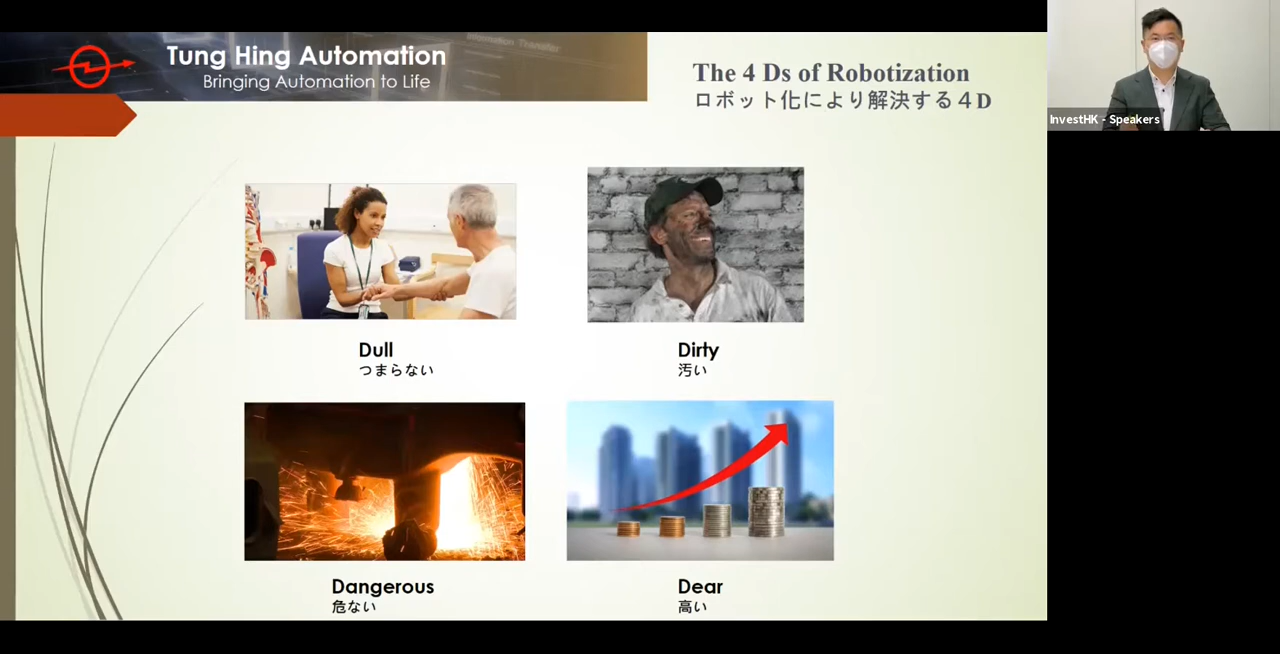 Tung Hing Automation
Bringing Automation to Life
The 4 Ds of Robotization
ロボット化により解決する４D
InvestHK - Speakers
Dull
つまらない
Dirty
汚い
Dangerous
危ない
Dear
高い